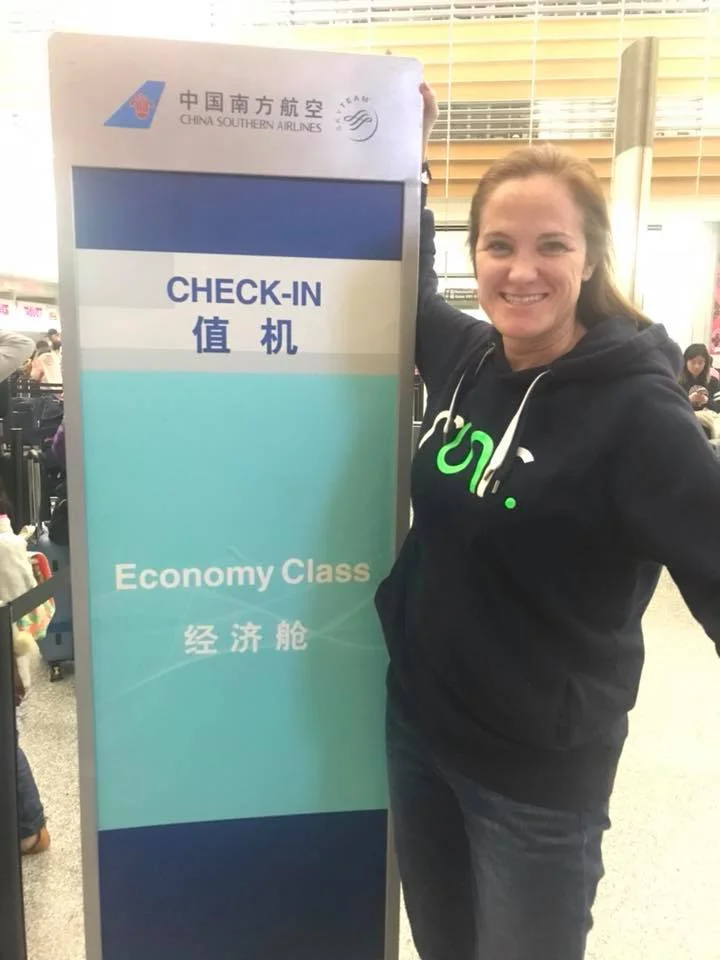 中国南方航空
CHINA SOUTHERN AIRLINES
SKYTEAM
CHECK-IN
值 机
Economy Class
经 济 舱